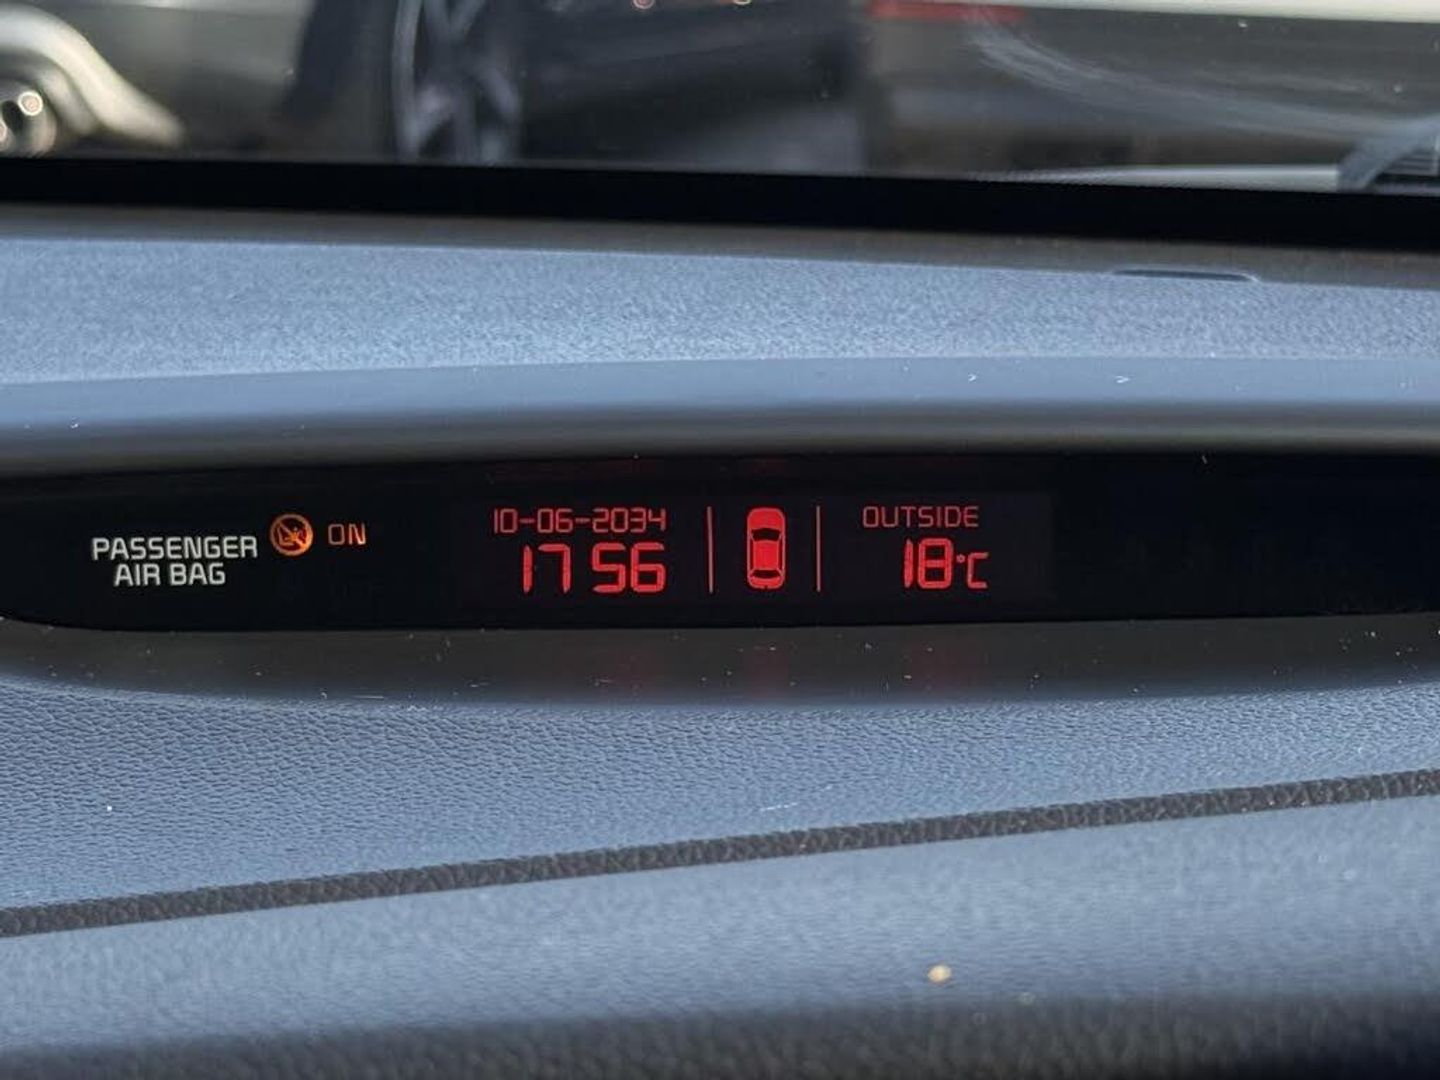 PASSENGER
AIR BAG
ON
10-06-2034
17 56
OUTSIDE
18°C